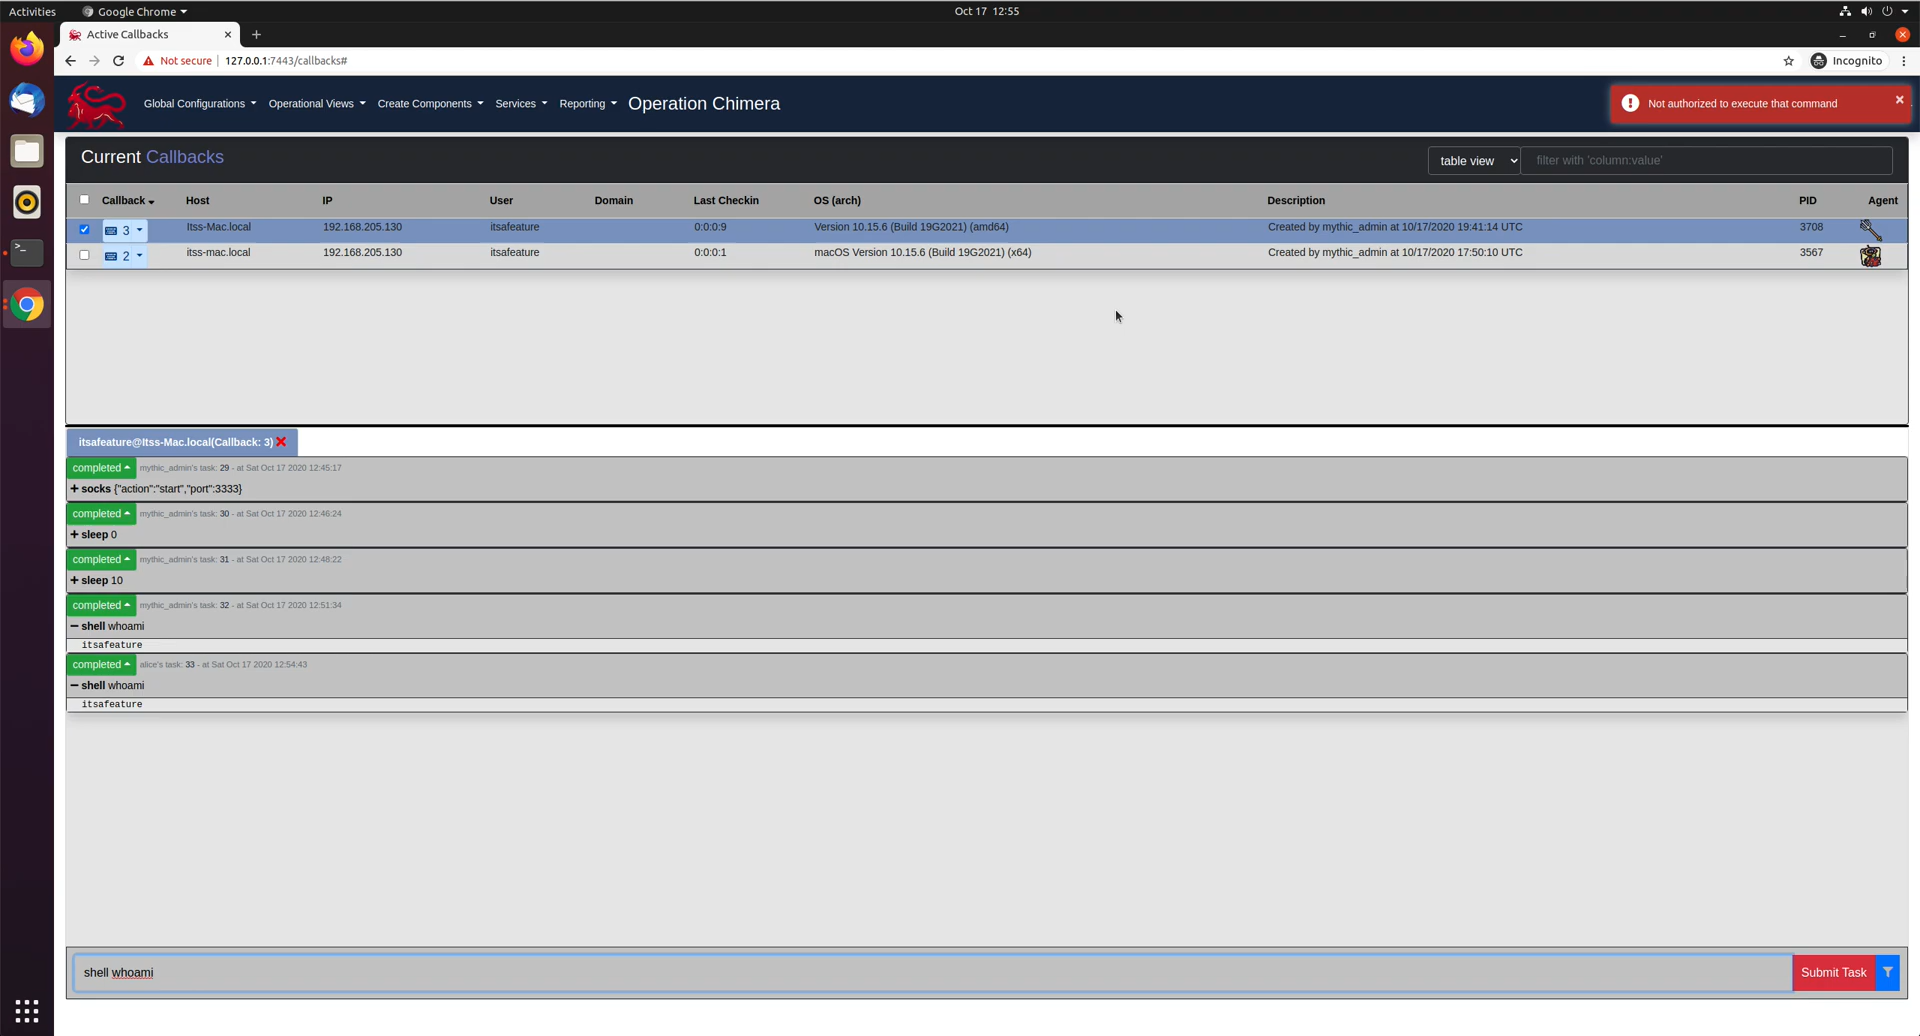 Activities Google Chrome Oct 17 12:55
Active Callbacks
Not secure 127.0.0.1:7443/callbacks# Incognito
Global Configurations Operational Views Create Components Services Reporting Operation Chimera
Not authorized to execute that command
Current Callbacks table view filter with 'column:value'
Callback Host IP User Domain Last Checkin OS (arch) Description PID Agent
3 Itss-Mac.local 192.168.205.130 itsafeature 0:0:0:9 Version 10.15.6 (Build 19G2021) (amd64) Created by mythic_admin at 10/17/2020 19:41:14 UTC 3708
2 itss-mac.local 192.168.205.130 itsafeature 0:0:0:1 macOS Version 10.15.6 (Build 19G2021) (x64) Created by mythic_admin at 10/17/2020 17:50:10 UTC 3567
itsafeature@Itss-Mac.local(Callback: 3)
completed mythic_admin's task: 29 - at Sat Oct 17 2020 12:45:17
+ socks {"action":"start","port":3333}
completed mythic_admin's task: 30 - at Sat Oct 17 2020 12:46:24
+ sleep 0
completed mythic_admin's task: 31 - at Sat Oct 17 2020 12:48:22
+ sleep 10
completed mythic_admin's task: 32 - at Sat Oct 17 2020 12:51:34
− shell whoami
itsafeature
completed alice's task: 33 - at Sat Oct 17 2020 12:54:43
− shell whoami
itsafeature
shell whoami Submit Task